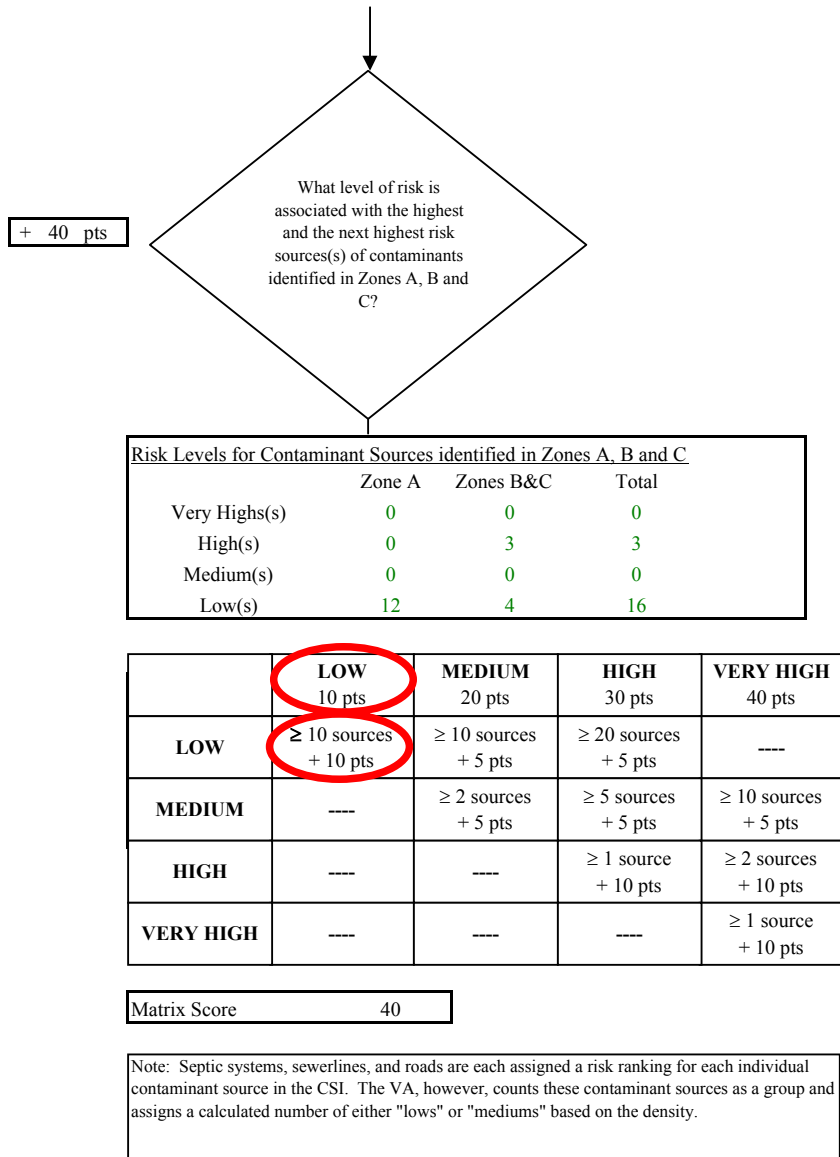 What level of risk is
associated with the highest
and the next highest risk
sources(s) of contaminants
identified in Zones A, B and
C?
+ 40 pts
Risk Levels for Contaminant Sources identified in Zones A, B and C
Zone A Zones B&C Total
Very Highs(s) 0 0 0
High(s) 0 3 3
Medium(s) 0 0 0
Low(s) 12 4 16
LOW MEDIUM HIGH VERY HIGH
10 pts 20 pts 30 pts 40 pts
LOW ≥ 10 sources ≥ 10 sources ≥ 20 sources ----
+ 10 pts + 5 pts + 5 pts
MEDIUM ---- ≥ 2 sources ≥ 5 sources ≥ 10 sources
+ 5 pts + 5 pts + 5 pts
HIGH ---- ---- ≥ 1 source ≥ 2 sources
+ 10 pts + 10 pts
VERY HIGH ---- ---- ---- ≥ 1 source
+ 10 pts
Matrix Score 40
Note: Septic systems, sewerlines, and roads are each assigned a risk ranking for each individual
contaminant source in the CSI. The VA, however, counts these contaminant sources as a group and
assigns a calculated number of either "lows" or "mediums" based on the density.